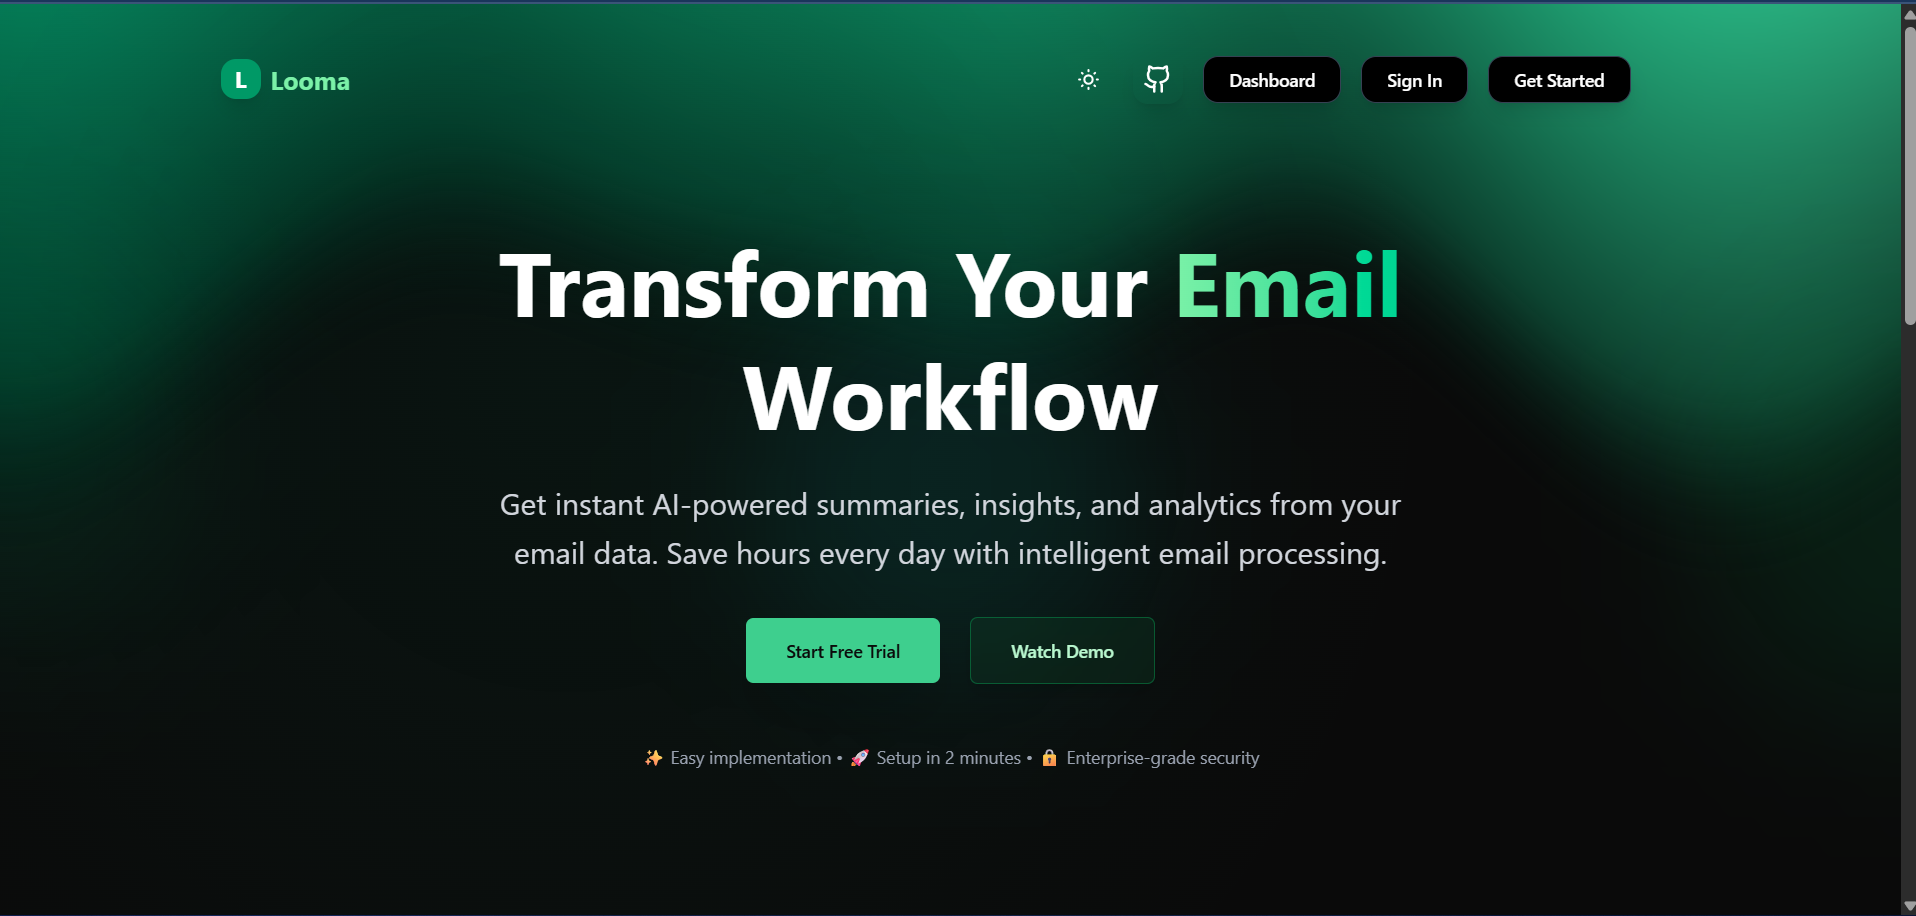 L Looma
Dashboard
Sign In
Get Started
Transform Your Email
Workflow
Get instant AI-powered summaries, insights, and analytics from your
email data. Save hours every day with intelligent email processing.
Start Free Trial
Watch Demo
✨ Easy implementation • 🚀 Setup in 2 minutes • 🔒 Enterprise-grade security